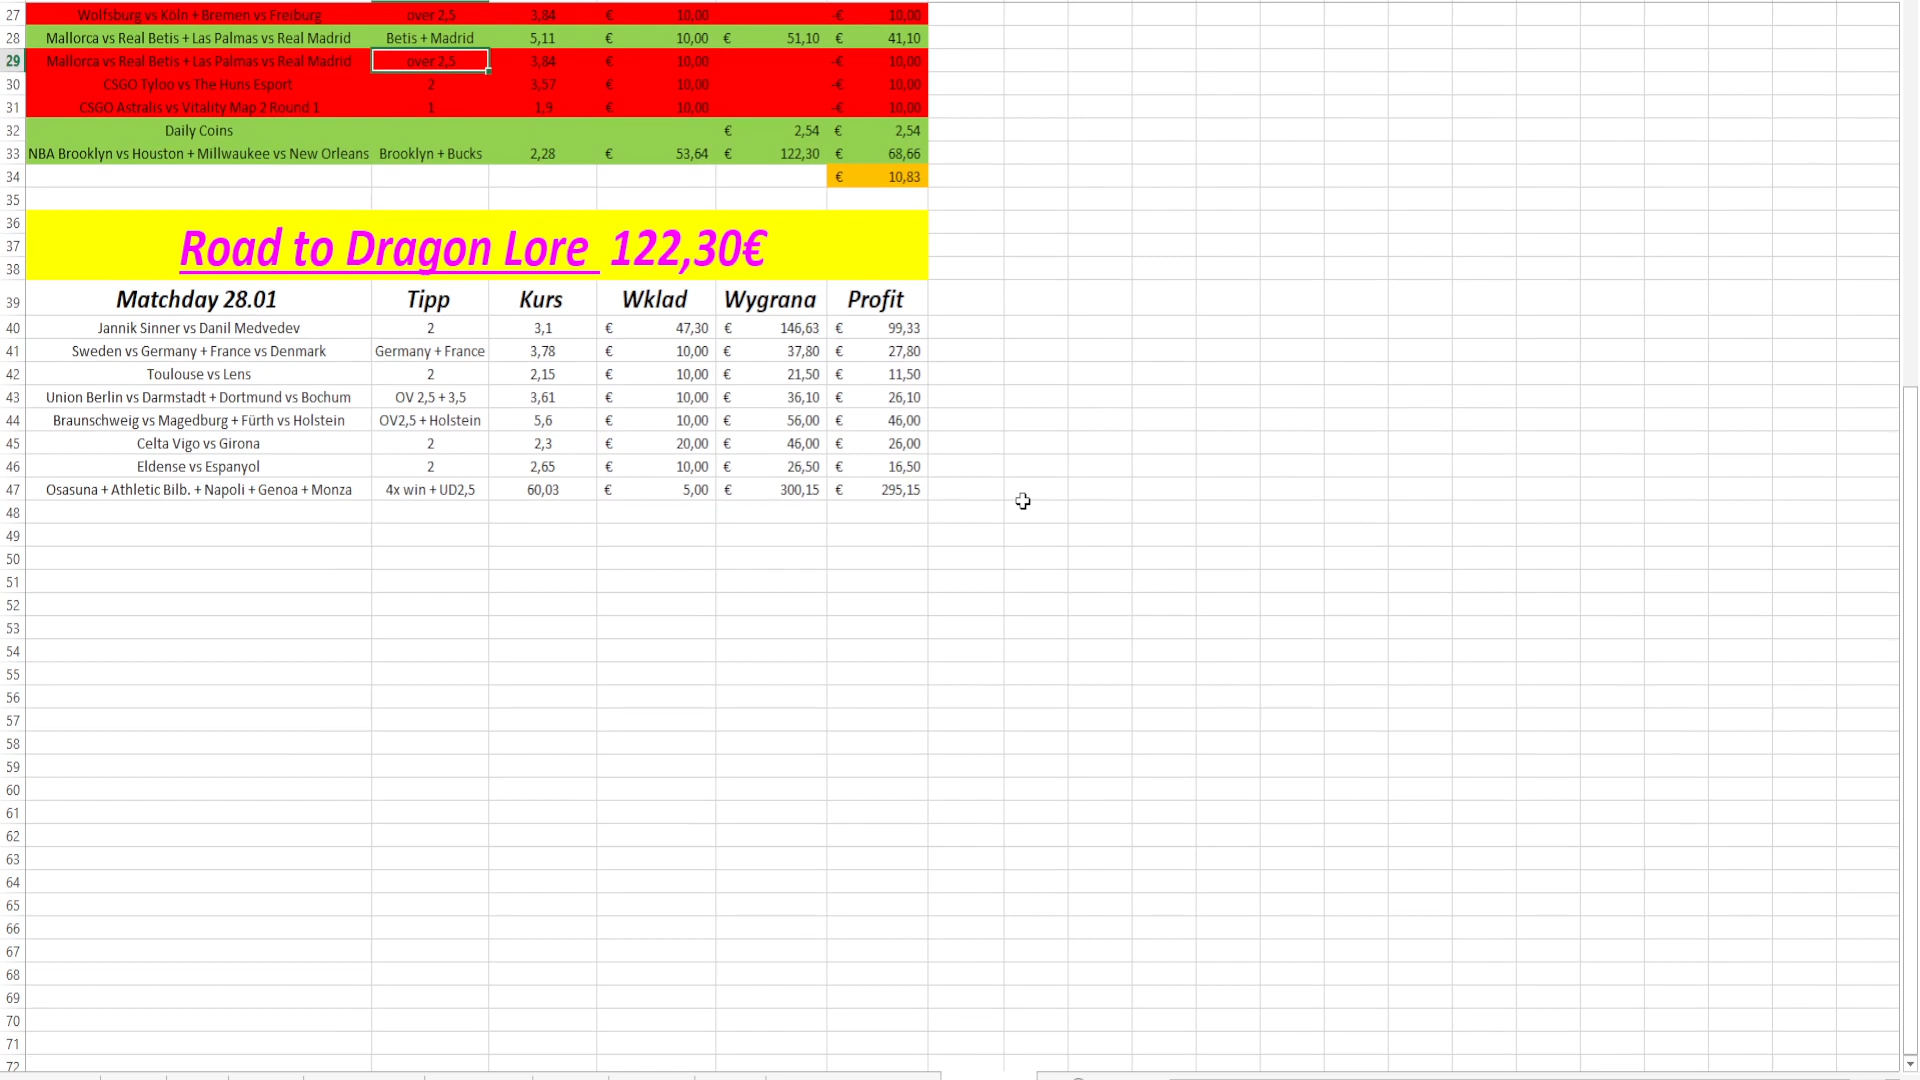 27 Wolfsburg vs Köln + Bremen vs Freiburg over 2,5 3,84 € 10,00 -€ 10,00
28 Mallorca vs Real Betis + Las Palmas vs Real Madrid Betis + Madrid 5,11 € 10,00 € 51,10 € 41,10
29 Mallorca vs Real Betis + Las Palmas vs Real Madrid over 2,5 3,84 € 10,00 -€ 10,00
30 CSGO Tyloo vs The Huns Esport 2 3,57 € 10,00 -€ 10,00
31 CSGO Astralis vs Vitality Map 2 Round 1 1 1,9 € 10,00 -€ 10,00
32 Daily Coins € 2,54 € 2,54
33 NBA Brooklyn vs Houston + Millwaukee vs New Orleans Brooklyn + Bucks 2,28 € 53,64 € 122,30 € 68,66
34 € 10,83
35
36
37 Road to Dragon Lore 122,30€
38
39 Matchday 28.01 Tipp Kurs Wklad Wygrana Profit
40 Jannik Sinner vs Danil Medvedev 2 3,1 € 47,30 € 146,63 € 99,33
41 Sweden vs Germany + France vs Denmark Germany + France 3,78 € 10,00 € 37,80 € 27,80
42 Toulouse vs Lens 2 2,15 € 10,00 € 21,50 € 11,50
43 Union Berlin vs Darmstadt + Dortmund vs Bochum OV 2,5 + 3,5 3,61 € 10,00 € 36,10 € 26,10
44 Braunschweig vs Magedburg + Fürth vs Holstein OV2,5 + Holstein 5,6 € 10,00 € 56,00 € 46,00
45 Celta Vigo vs Girona 2 2,3 € 20,00 € 46,00 € 26,00
46 Eldense vs Espanyol 2 2,65 € 10,00 € 26,50 € 16,50
47 Osasuna + Athletic Bilb. + Napoli + Genoa + Monza 4x win + UD2,5 60,03 € 5,00 € 300,15 € 295,15
48
49
50
51
52
53
54
55
56
57
58
59
60
61
62
63
64
65
66
67
68
69
70
71
72